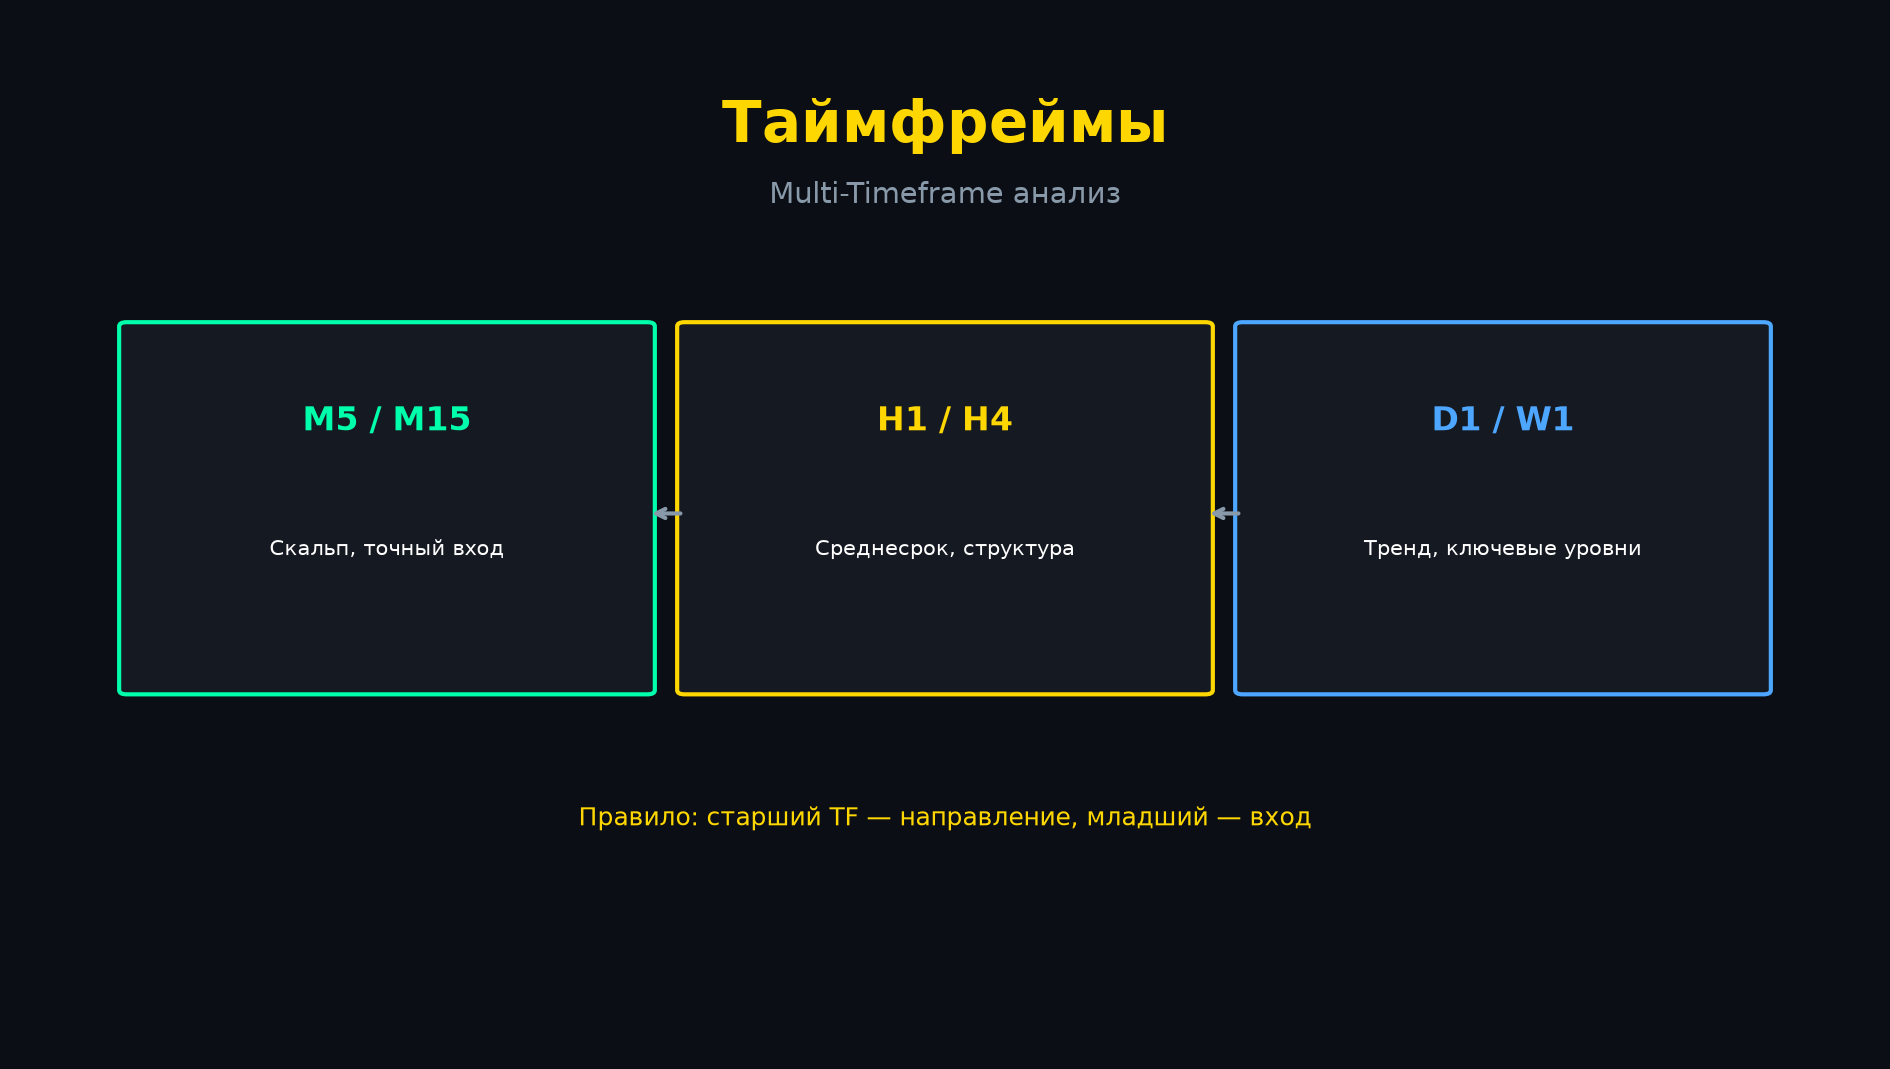 Таймфреймы
Multi-Timeframe анализ
M5 / M15
Скальп, точный вход
H1 / H4
Среднесрок, структура
D1 / W1
Тренд, ключевые уровни
Правило: старший TF — направление, младший — вход